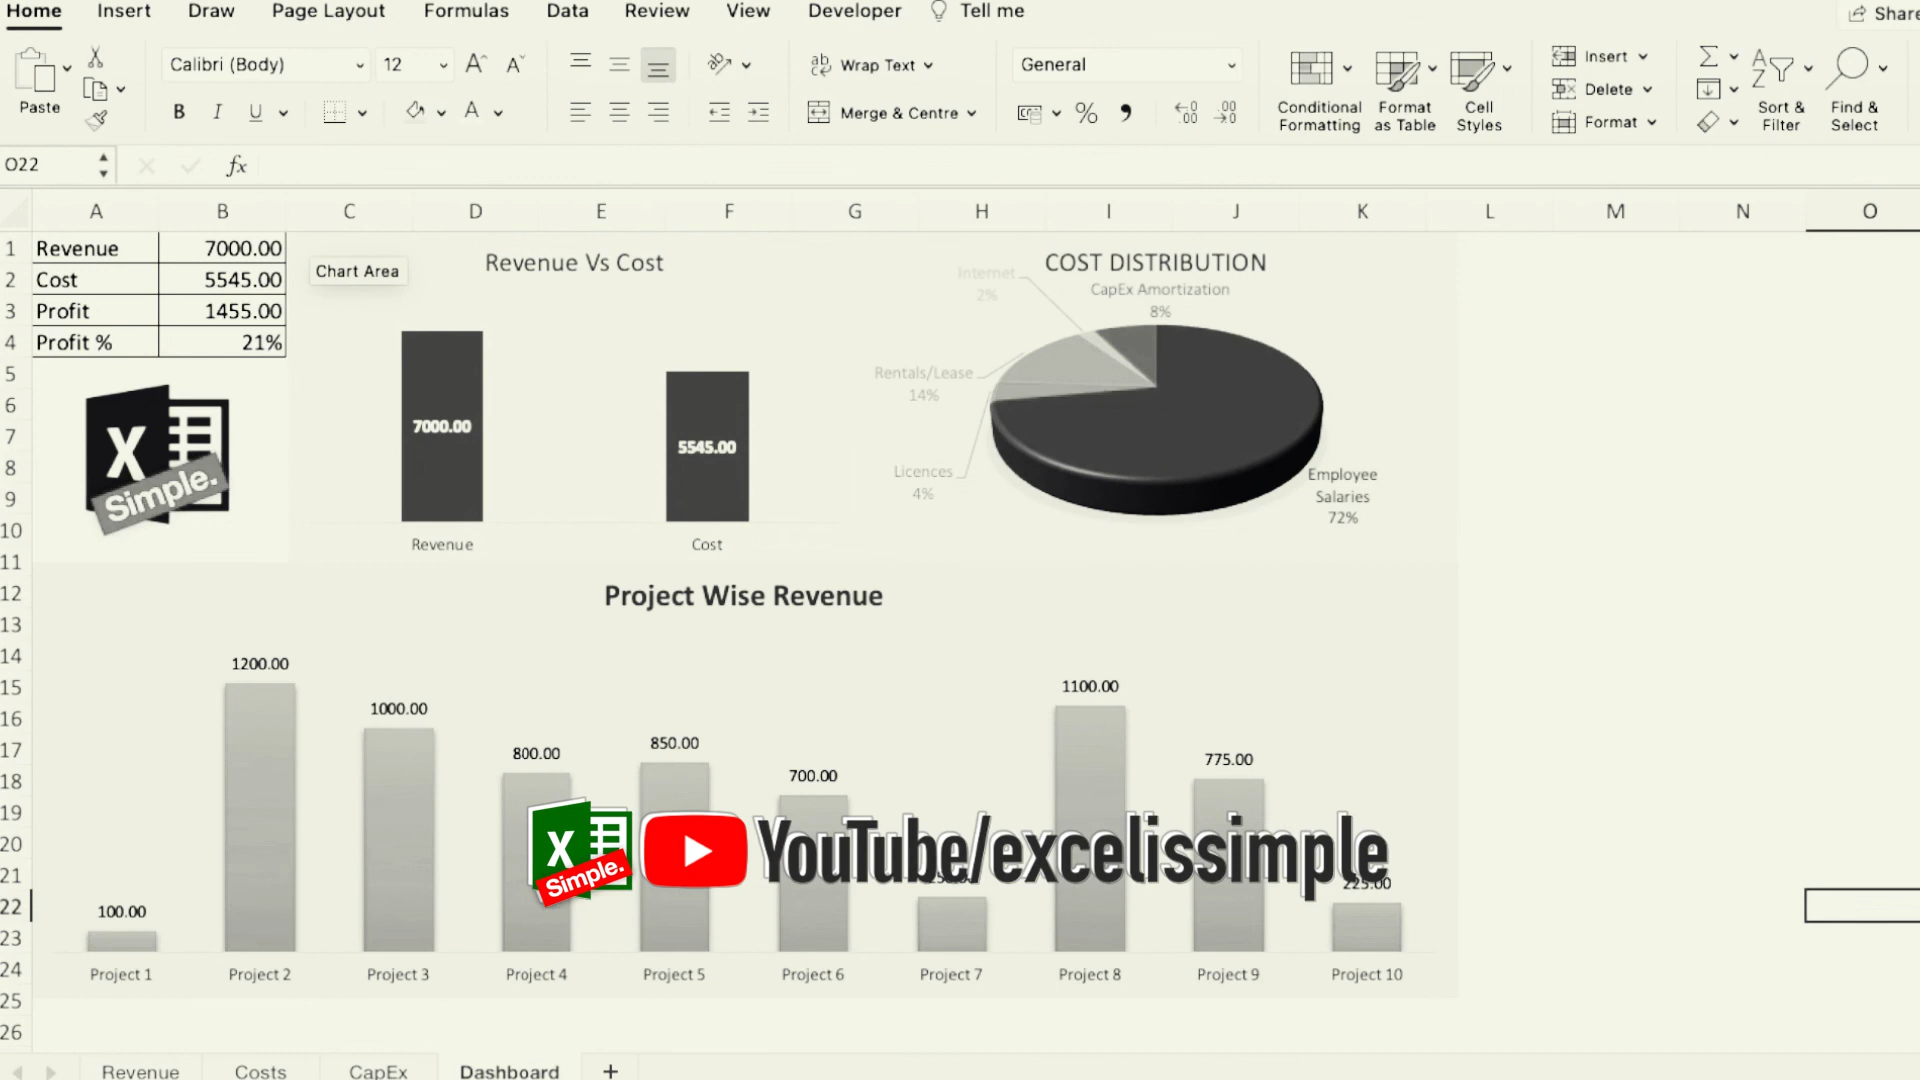 Home Insert Draw Page Layout Formulas Data Review View Developer Tell me Share
Paste Calibri (Body) 12 Wrap Text General Insert
B I U Merge & Centre % Conditional Formatting Format as Table Cell Styles Delete Format Sort & Filter Find & Select
O22 fx
A B C D E F G H I J K L M N O
1 Revenue 7000.00
2 Cost 5545.00
3 Profit 1455.00
4 Profit % 21%
5
6
7
8
9
10
11
12
13
14
15
16
17
18
19
20
21
22
23
24
25
26
X
Simple.
Chart Area
Revenue Vs Cost
7000.00
5545.00
Revenue Cost
COST DISTRIBUTION
Internet
2%
CapEx Amortization
8%
Rentals/Lease
14%
Licences
4%
Employee
Salaries
72%
Project Wise Revenue
100.00 1200.00 1000.00 800.00 850.00 700.00 1100.00 775.00 225.00
X
Simple.
YouTube/excelissimple
Project 1 Project 2 Project 3 Project 4 Project 5 Project 6 Project 7 Project 8 Project 9 Project 10
Revenue Costs CapEx Dashboard +